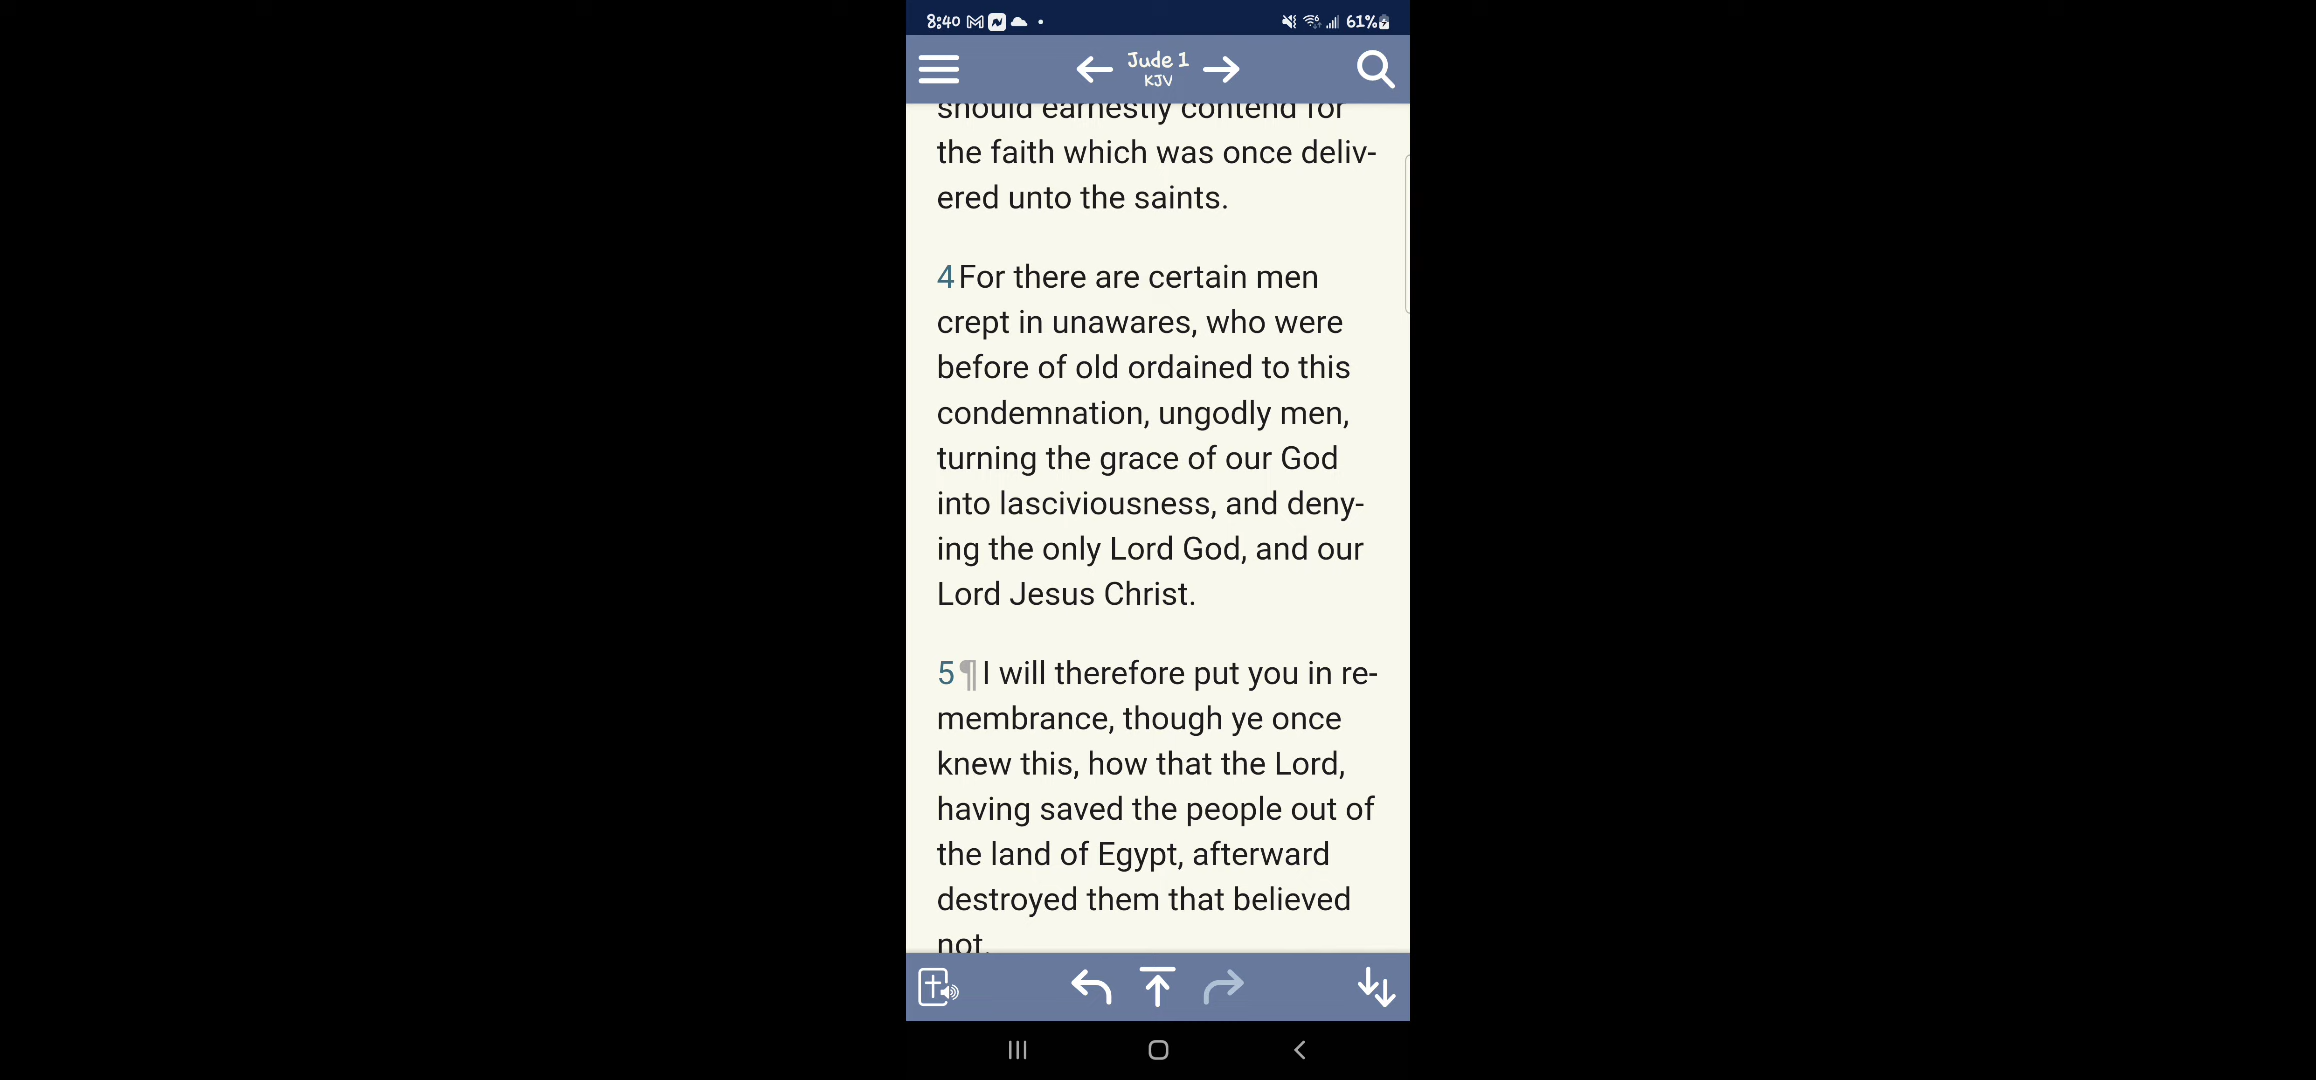 8:40
61%
Jude 1
KJV
should earnestly contend for
the faith which was once deliv-
ered unto the saints.
4 For there are certain men
crept in unawares, who were
before of old ordained to this
condemnation, ungodly men,
turning the grace of our God
into lasciviousness, and deny-
ing the only Lord God, and our
Lord Jesus Christ.
5 ¶ I will therefore put you in re-
membrance, though ye once
knew this, how that the Lord,
having saved the people out of
the land of Egypt, afterward
destroyed them that believed
not.